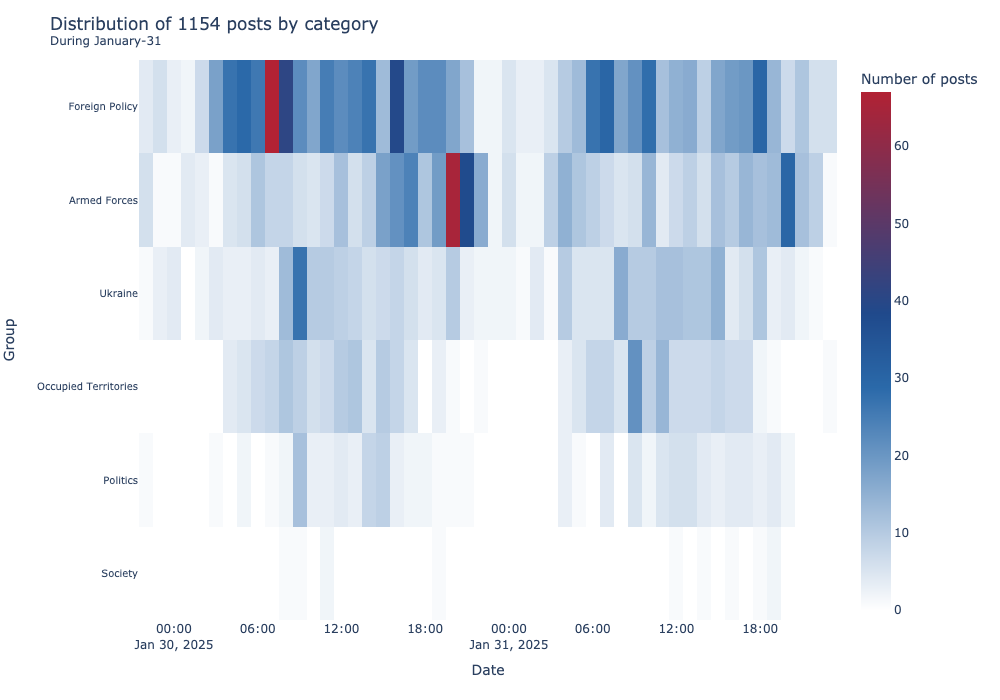 Distribution of 1154 posts by category
During January-31
Number of posts
Foreign Policy
Armed Forces
Ukraine
Occupied Territories
Politics
Society
Group
60
50
40
30
20
10
0
00:00 06:00 12:00 18:00 00:00 06:00 12:00 18:00
Jan 30, 2025 Jan 31, 2025
Date